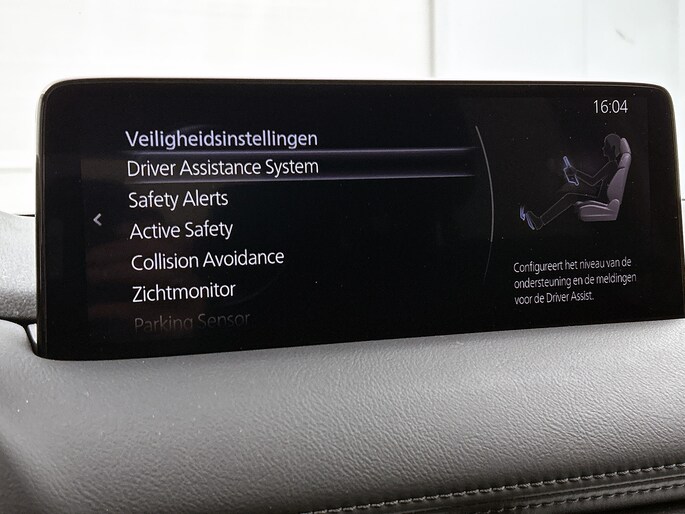 16:04
Veiligheidsinstellingen
Driver Assistance System
Safety Alerts
Active Safety
Collision Avoidance
Zichtmonitor
Parking Sensor
Configureert het niveau van de
ondersteuning en de meldingen
voor de Driver Assist.